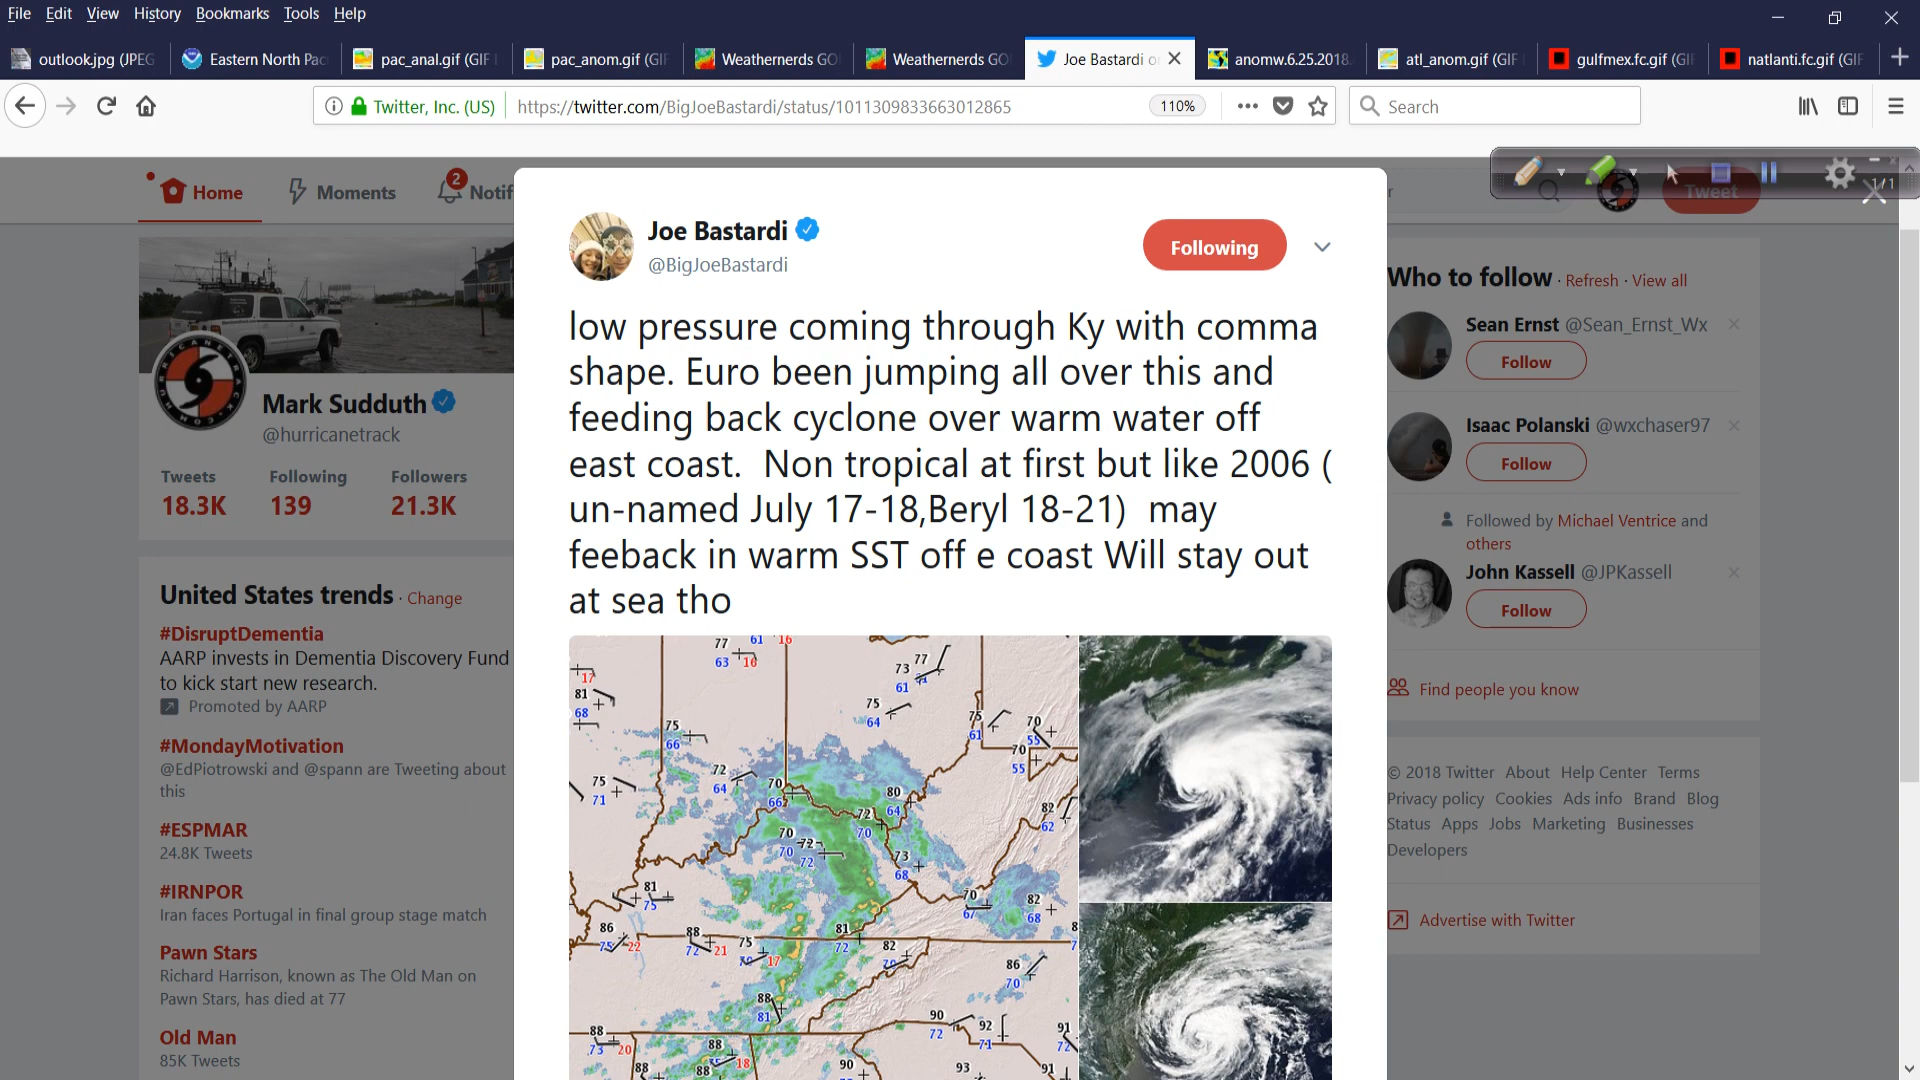 File Edit View History Bookmarks Tools Help
outlook.jpg (JPEG
Eastern North Pac
pac_anal.gif (GIF
pac_anom.gif (GIF
Weathernerds GO
Weathernerds GO
Joe Bastardi o
anomw.6.25.2018
atl_anom.gif (GIF
gulfmex.fc.gif (GI
natlanti.fc.gif (GIF
Twitter, Inc. (US)
https://twitter.com/BigJoeBastardi/status/1011309833663012865
110%
Search
Home
Moments
2
Notif
Tweet
1/1
Mark Sudduth
@hurricanetrack
Tweets Following Followers
18.3K 139 21.3K
United States trends · Change
#DisruptDementia
AARP invests in Dementia Discovery Fund
to kick start new research.
Promoted by AARP
#MondayMotivation
@EdPiotrowski and @spann are Tweeting about
this
#ESPMAR
24.8K Tweets
#IRNPOR
Iran faces Portugal in final group stage match
Pawn Stars
Richard Harrison, known as The Old Man on
Pawn Stars, has died at 77
Old Man
85K Tweets
Joe Bastardi
@BigJoeBastardi
Following
low pressure coming through Ky with comma
shape. Euro been jumping all over this and
feeding back cyclone over warm water off
east coast.  Non tropical at first but like 2006 (
un-named July 17-18,Beryl 18-21)  may
feeback in warm SST off e coast Will stay out
at sea tho
Who to follow · Refresh · View all
Sean Ernst @Sean_Ernst_Wx
Follow
Isaac Polanski @wxchaser97
Follow
Followed by Michael Ventrice and
others
John Kassell @JPKassell
Follow
Find people you know
© 2018 Twitter About Help Center Terms
Privacy policy Cookies Ads info Brand Blog
Status Apps Jobs Marketing Businesses
Developers
Advertise with Twitter